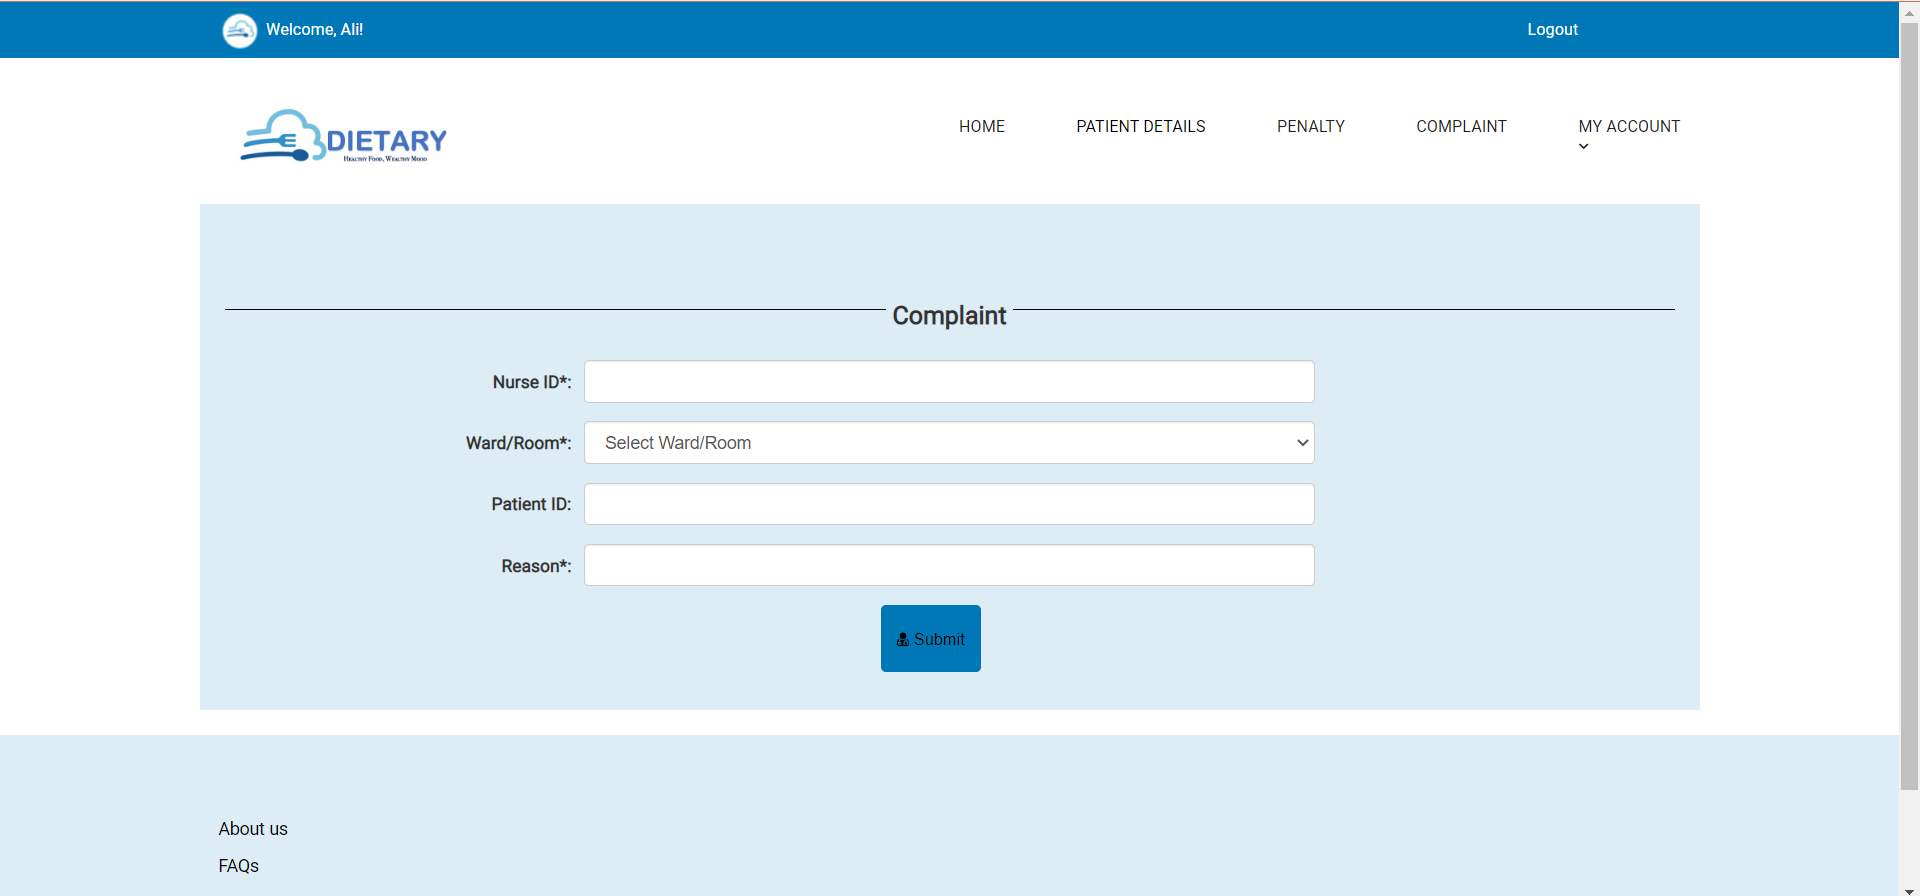 Welcome, Ali!
Logout
DIETARY
Healthy Food, Wealthy Mood
HOME
PATIENT DETAILS
PENALTY
COMPLAINT
MY ACCOUNT
Complaint
Nurse ID*:
Ward/Room*: Select Ward/Room
Patient ID:
Reason*:
Submit
About us
FAQs